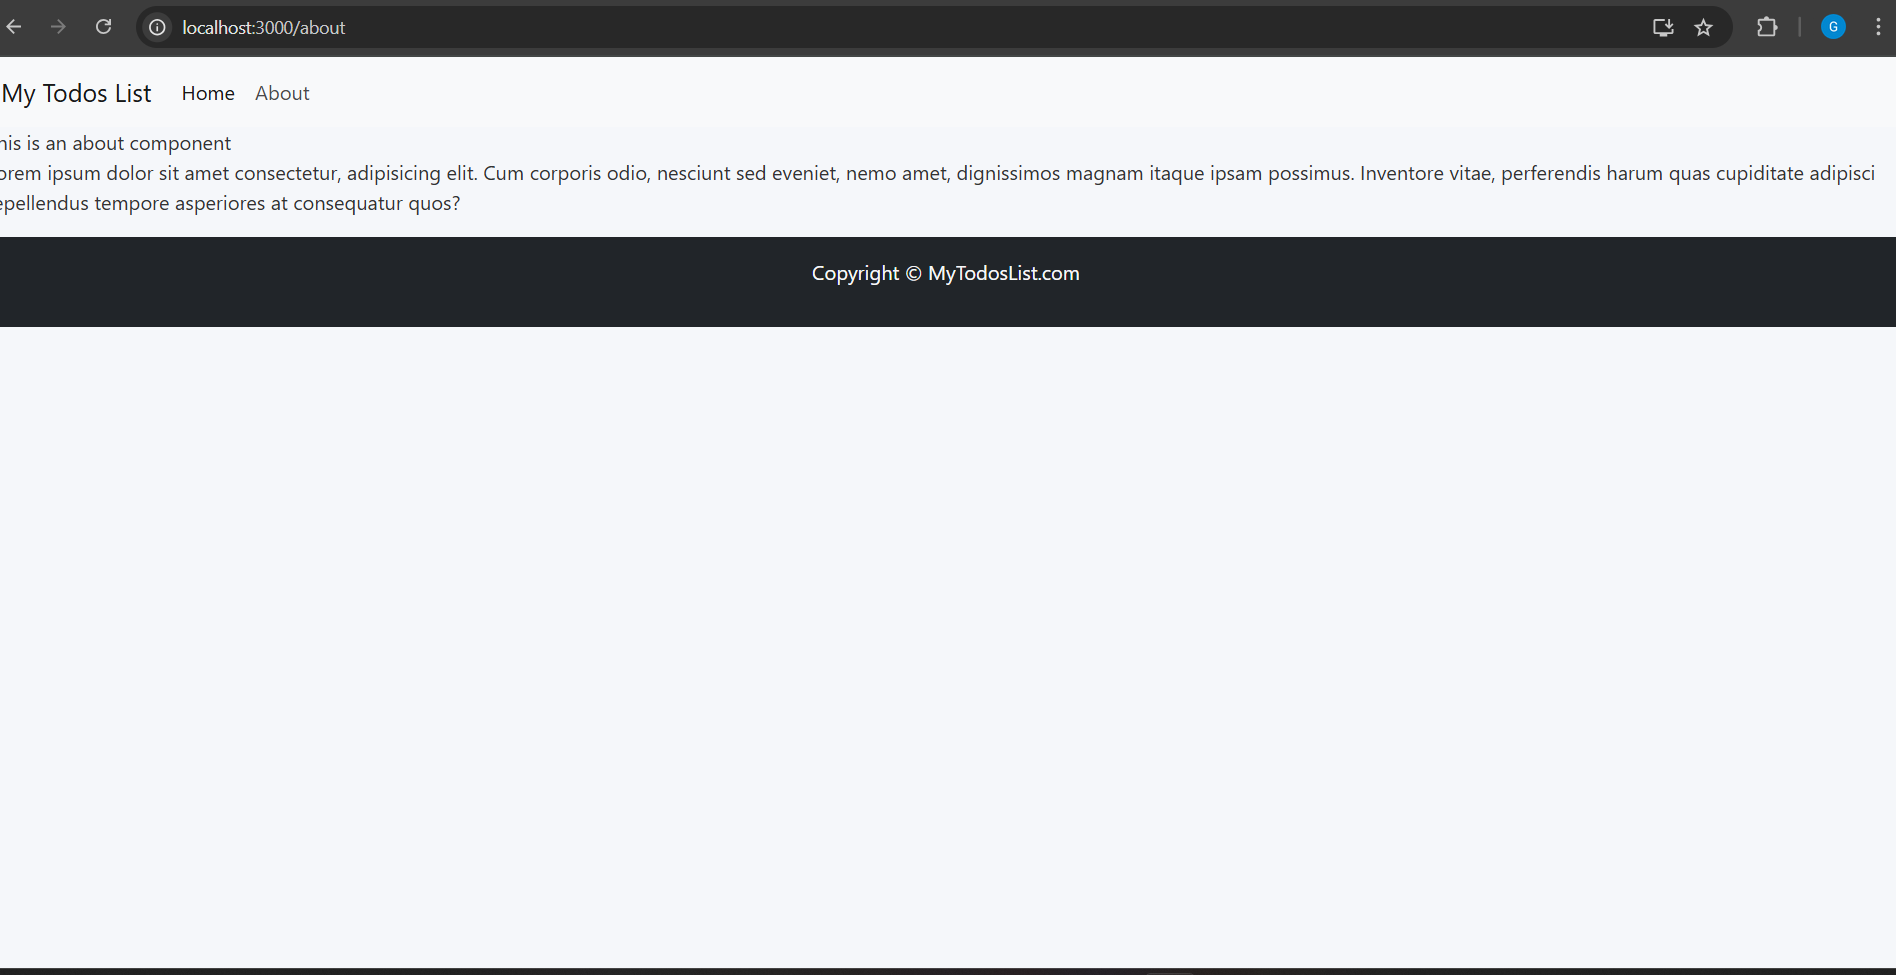 localhost:3000/about
G
My Todos List Home About
his is an about component
orem ipsum dolor sit amet consectetur, adipisicing elit. Cum corporis odio, nesciunt sed eveniet, nemo amet, dignissimos magnam itaque ipsam possimus. Inventore vitae, perferendis harum quas cupiditate adipisci
epellendus tempore asperiores at consequatur quos?
Copyright © MyTodosList.com